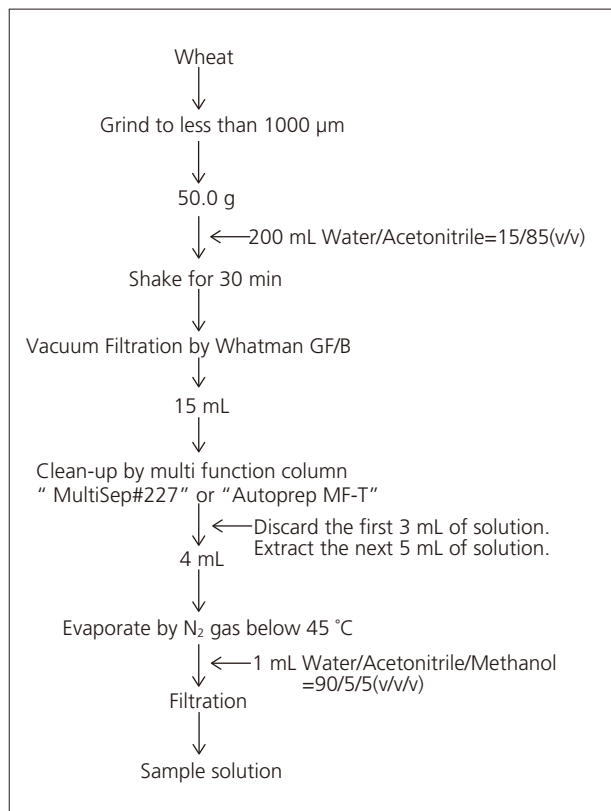 Wheat
Grind to less than 1000 μm
50.0 g
200 mL Water/Acetonitrile=15/85(v/v)
Shake for 30 min
Vacuum Filtration by Whatman GF/B
15 mL
Clean-up by multi function column
“ MultiSep#227” or “Autoprep MF-T”
Discard the first 3 mL of solution.
Extract the next 5 mL of solution.
4 mL
Evaporate by N₂ gas below 45 ˚C
1 mL Water/Acetonitrile/Methanol
=90/5/5(v/v/v)
Filtration
Sample solution